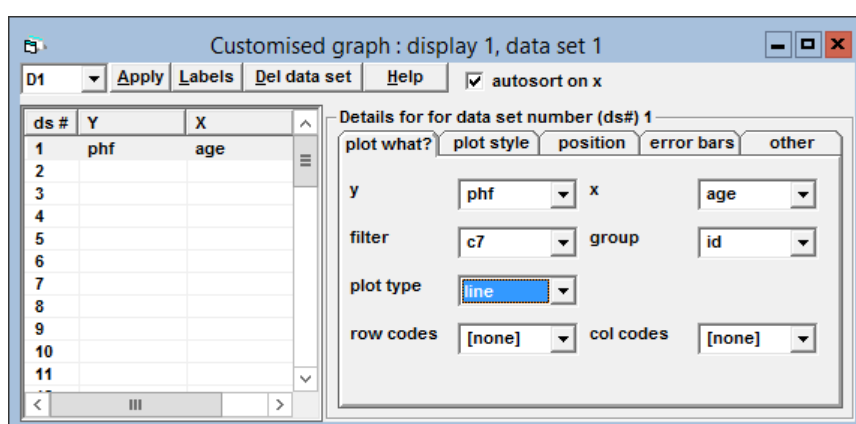 Customised graph : display 1, data set 1
D1 Apply Labels Del data set Help autosort on x
ds # Y X
1 phf age
2
3
4
5
6
7
8
9
10
11
Details for for data set number (ds#) 1
plot what? plot style position error bars other
y phf x age
filter c7 group id
plot type line
row codes [none] col codes [none]